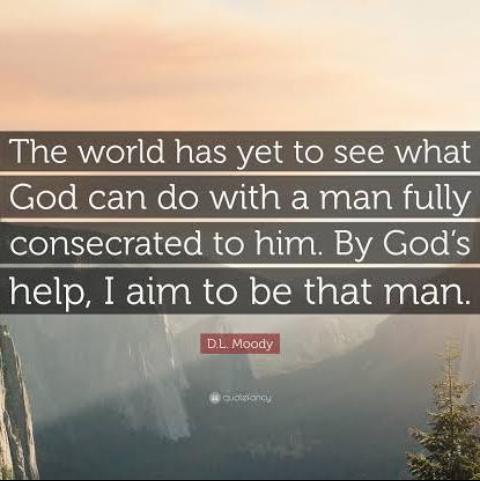 The world has yet to see what
God can do with a man fully
consecrated to him. By God's
help, I aim to be that man.
D.L. Moody
quotefancy